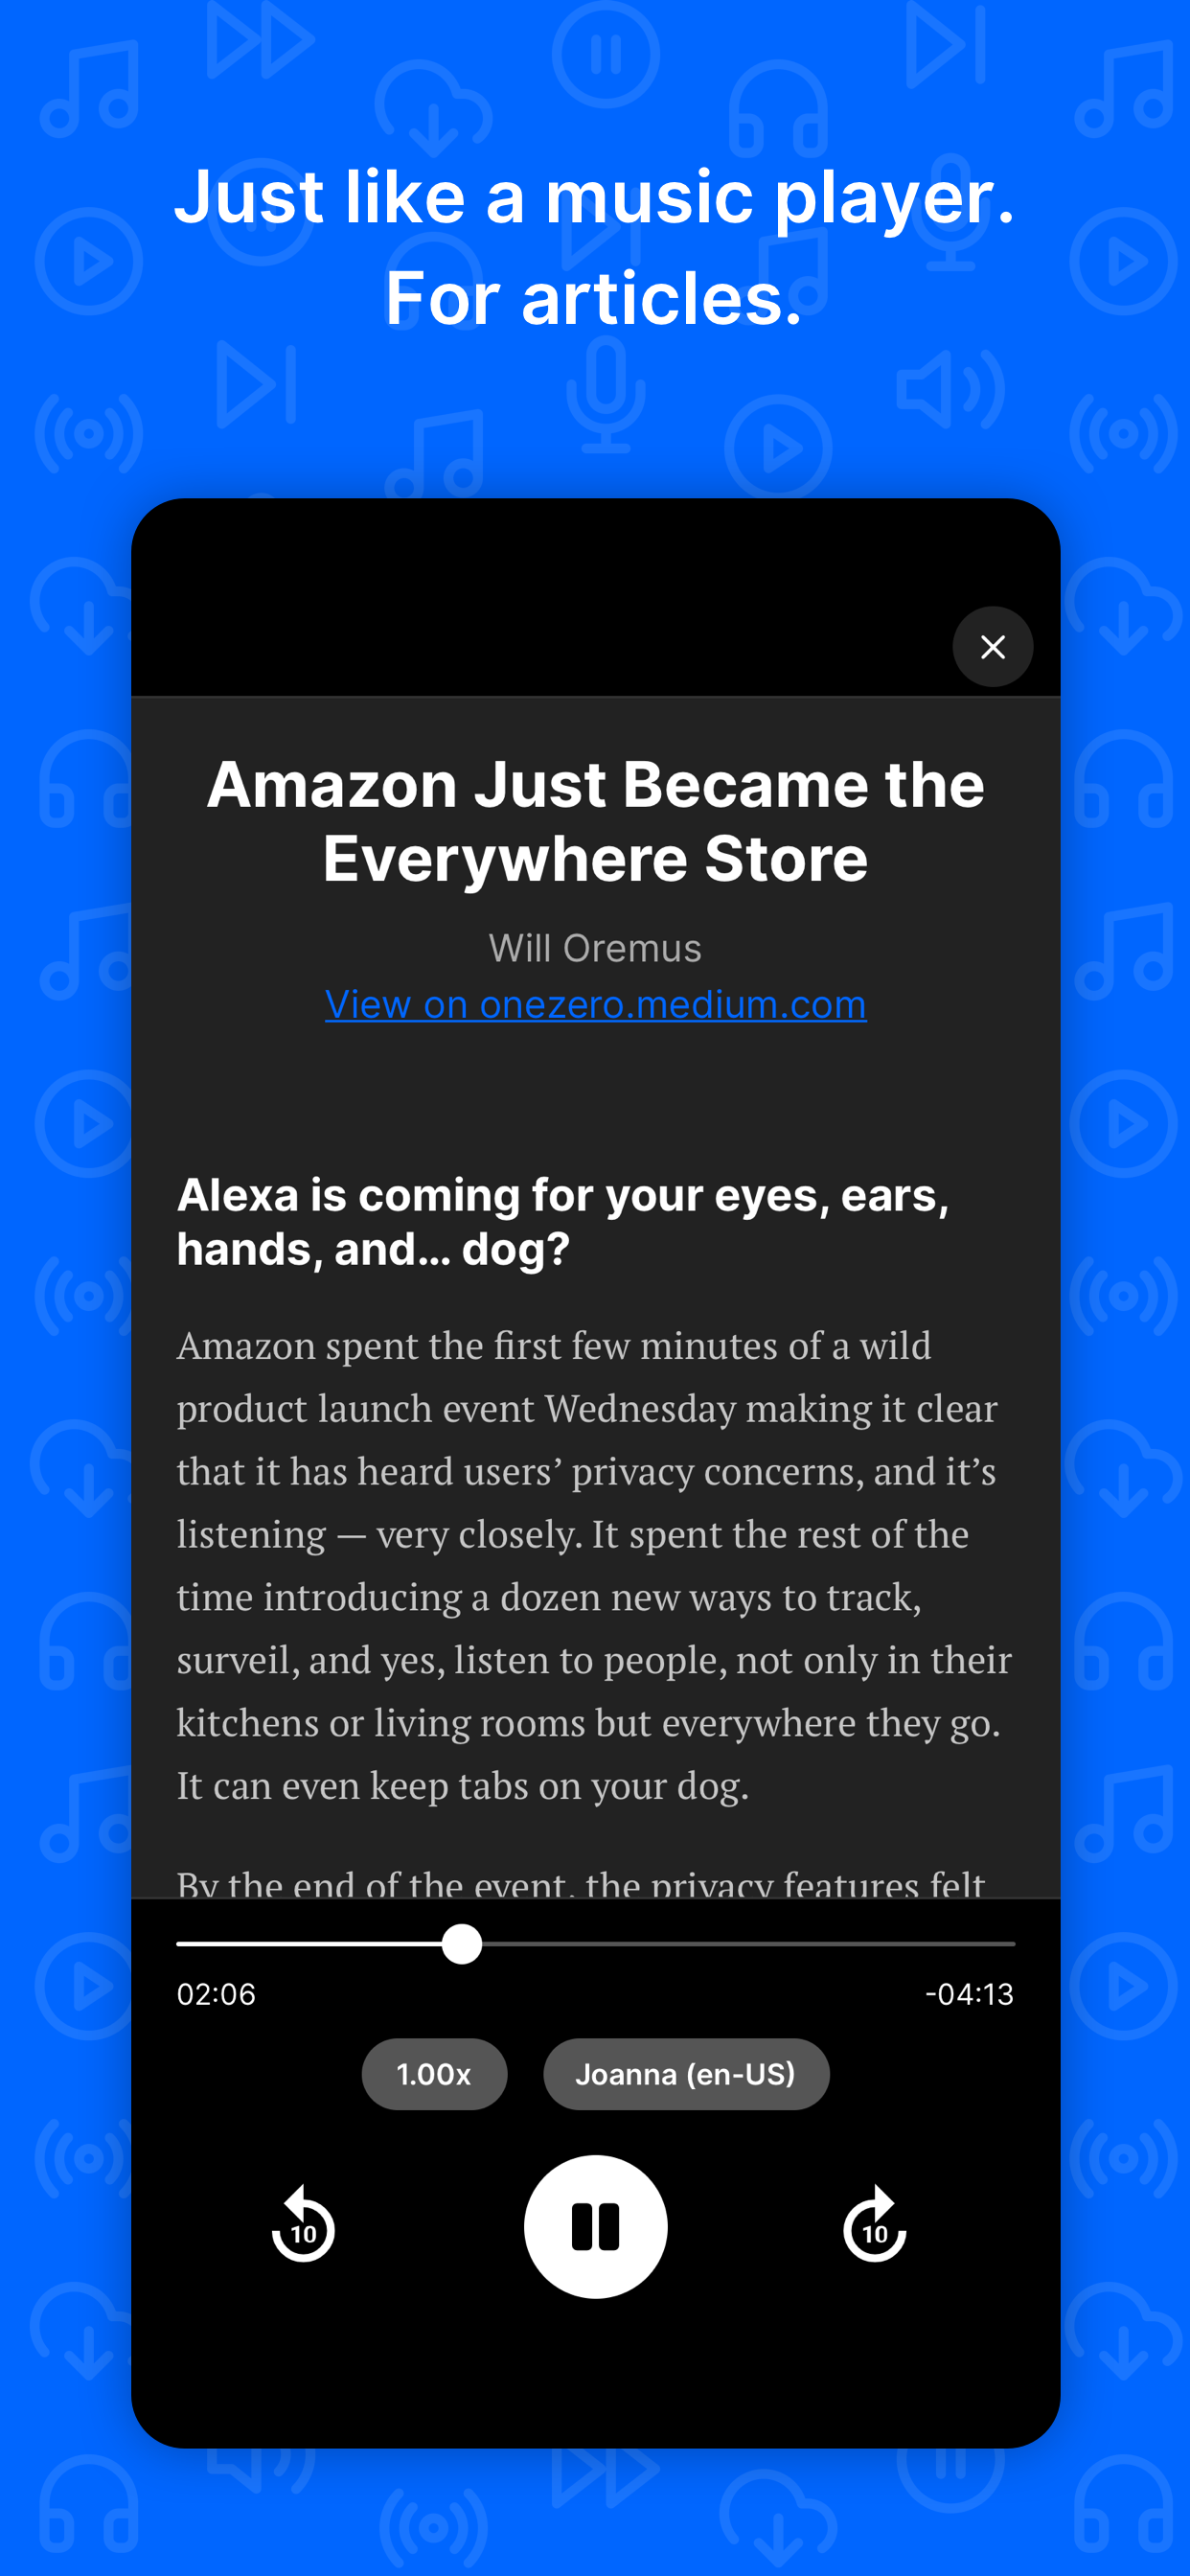 Just like a music player.
For articles.
Amazon Just Became the
Everywhere Store
Will Oremus
View on onezero.medium.com
Alexa is coming for your eyes, ears,
hands, and… dog?
Amazon spent the first few minutes of a wild
product launch event Wednesday making it clear
that it has heard users’ privacy concerns, and it’s
listening — very closely. It spent the rest of the
time introducing a dozen new ways to track,
surveil, and yes, listen to people, not only in their
kitchens or living rooms but everywhere they go.
It can even keep tabs on your dog.
By the end of the event, the privacy features felt
02:06 -04:13
1.00x Joanna (en-US)
10 10